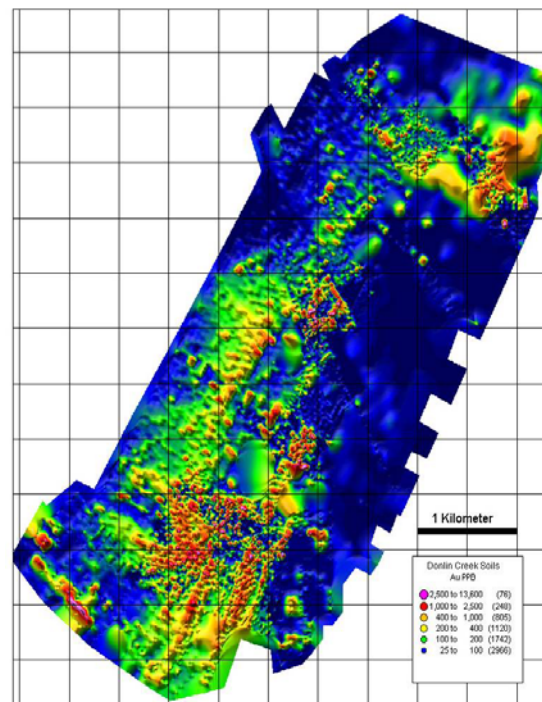 1 Kilometer
Donlin Creek Soils
Au PPB
2,500 to 13,600 (76)
1,000 to 2,500 (248)
400 to 1,000 (805)
200 to 400 (1120)
100 to 200 (1742)
25 to 100 (2966)